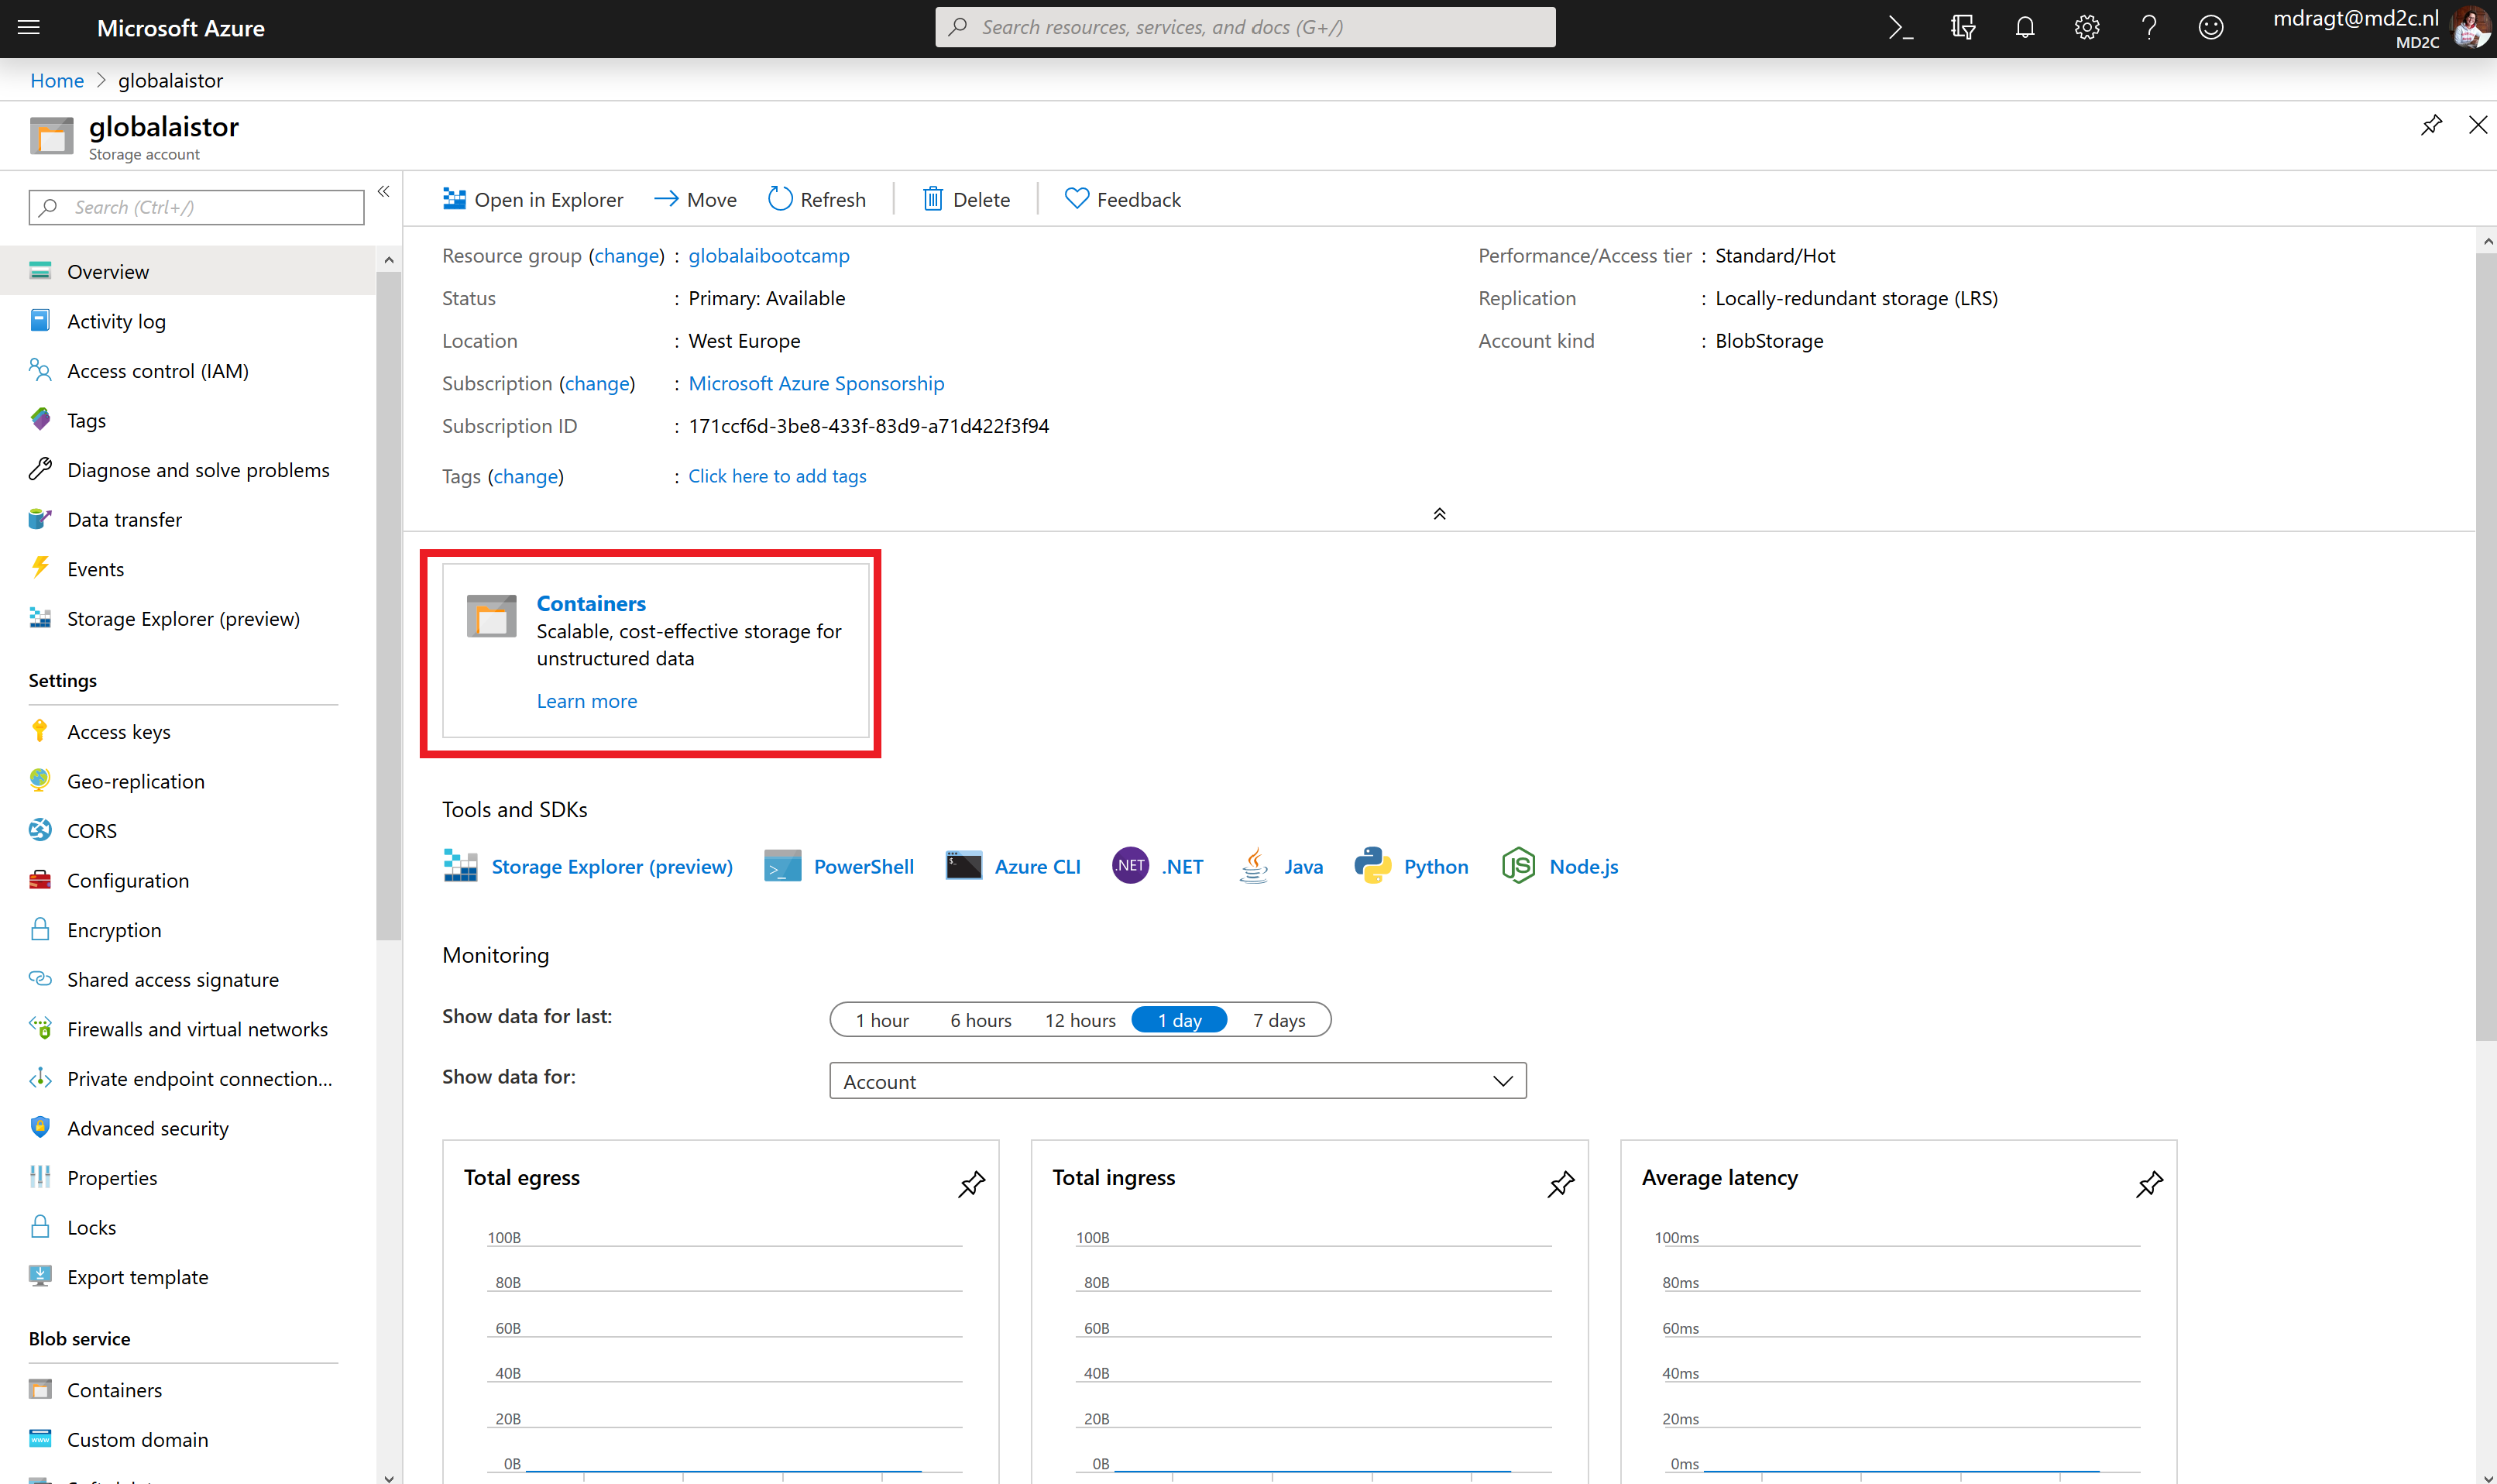 Microsoft Azure
Search resources, services, and docs (G+/)
mdragt@md2c.nl
MD2C
Home > globalaistor
globalaistor
Storage account
Search (Ctrl+/)
Overview
Activity log
Access control (IAM)
Tags
Diagnose and solve problems
Data transfer
Events
Storage Explorer (preview)
Settings
Access keys
Geo-replication
CORS
Configuration
Encryption
Shared access signature
Firewalls and virtual networks
Private endpoint connection...
Advanced security
Properties
Locks
Export template
Blob service
Containers
Custom domain
Open in Explorer Move Refresh Delete Feedback
Resource group (change) : globalaibootcamp
Status : Primary: Available
Location : West Europe
Subscription (change) : Microsoft Azure Sponsorship
Subscription ID : 171ccf6d-3be8-433f-83d9-a71d422f3f94
Tags (change) : Click here to add tags
Performance/Access tier : Standard/Hot
Replication : Locally-redundant storage (LRS)
Account kind : BlobStorage
Containers
Scalable, cost-effective storage for
unstructured data
Learn more
Tools and SDKs
Storage Explorer (preview) PowerShell Azure CLI .NET .NET Java Python JS Node.js
Monitoring
Show data for last: 1 hour 6 hours 12 hours 1 day 7 days
Show data for: Account
Total egress
100B
80B
60B
40B
20B
0B
Total ingress
100B
80B
60B
40B
20B
0B
Average latency
100ms
80ms
60ms
40ms
20ms
0ms